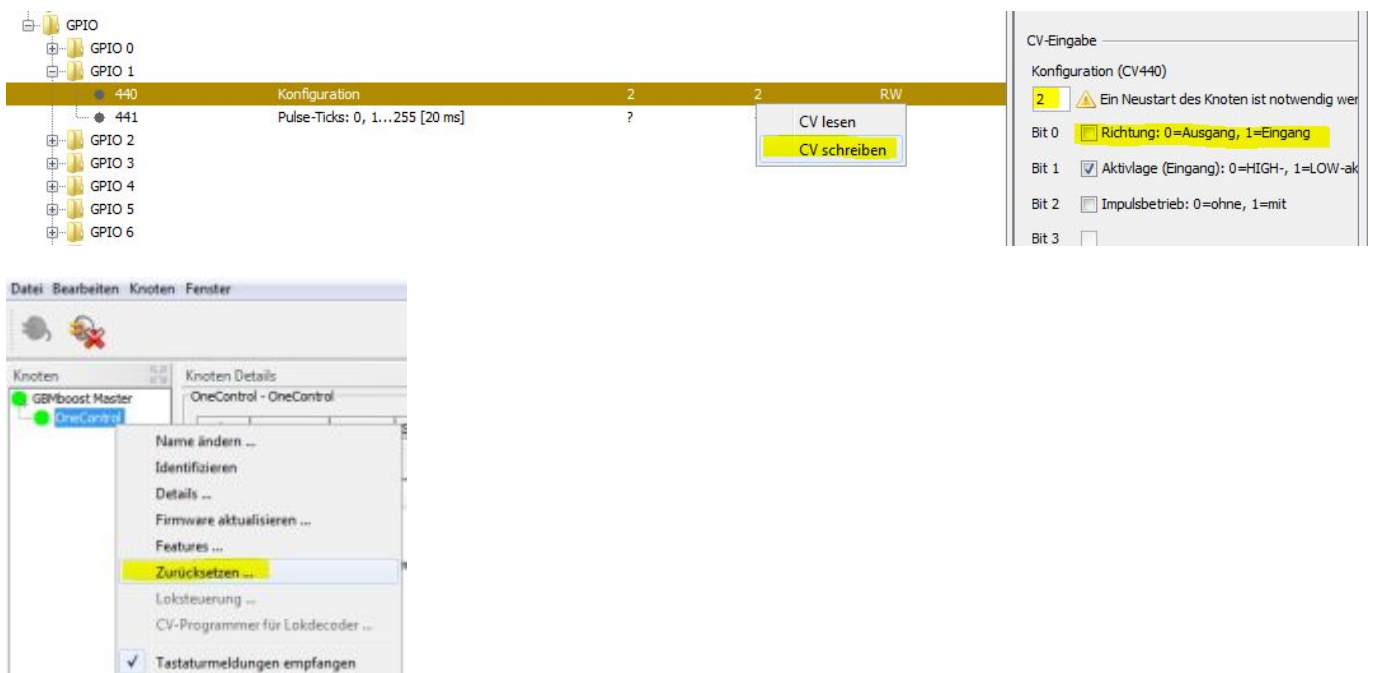 GPIO
GPIO 0
GPIO 1
440 Konfiguration 2 2 RW
441 Pulse-Ticks: 0, 1...255 [20 ms] ?
GPIO 2
GPIO 3
GPIO 4
GPIO 5
GPIO 6
CV lesen
CV schreiben
CV-Eingabe
Konfiguration (CV440)
2 Ein Neustart des Knoten ist notwendig wer
Bit 0 Richtung: 0=Ausgang, 1=Eingang
Bit 1 Aktivlage (Eingang): 0=HIGH-, 1=LOW-ak
Bit 2 Impulsbetrieb: 0=ohne, 1=mit
Bit 3
Datei Bearbeiten Knoten Fenster
Knoten
Knoten Details
GBMboost Master
OneControl
OneControl - OneControl
Name ändern ...
Identifizieren
Details ...
Firmware aktualisieren ...
Features ...
Zurücksetzen ...
Loksteuerung ...
CV-Programmer für Lokdecoder ...
Tastaturmeldungen empfangen